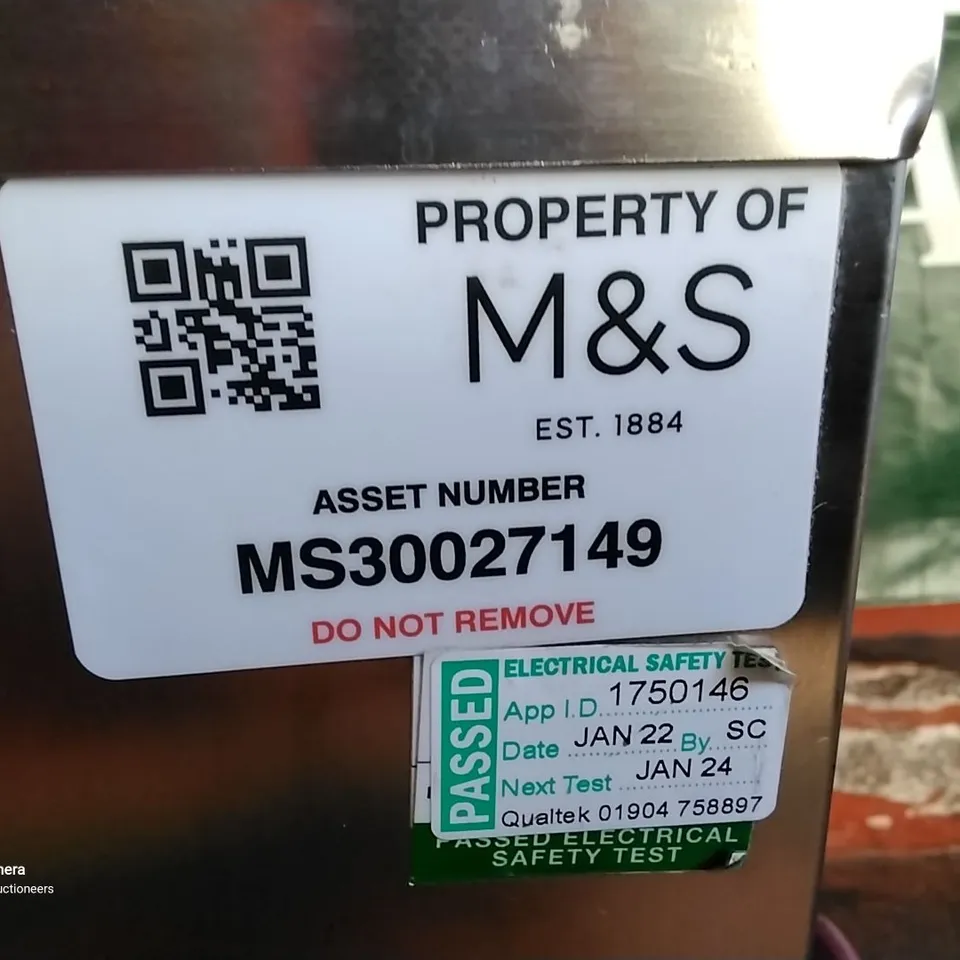 PROPERTY OF
M&S
EST. 1884
ASSET NUMBER
MS30027149
DO NOT REMOVE
PASSED
ELECTRICAL SAFETY TEST
App I.D. 1750146
Date JAN 22 By SC
Next Test JAN 24
Qualtek 01904 758897
PASSED ELECTRICAL
SAFETY TEST